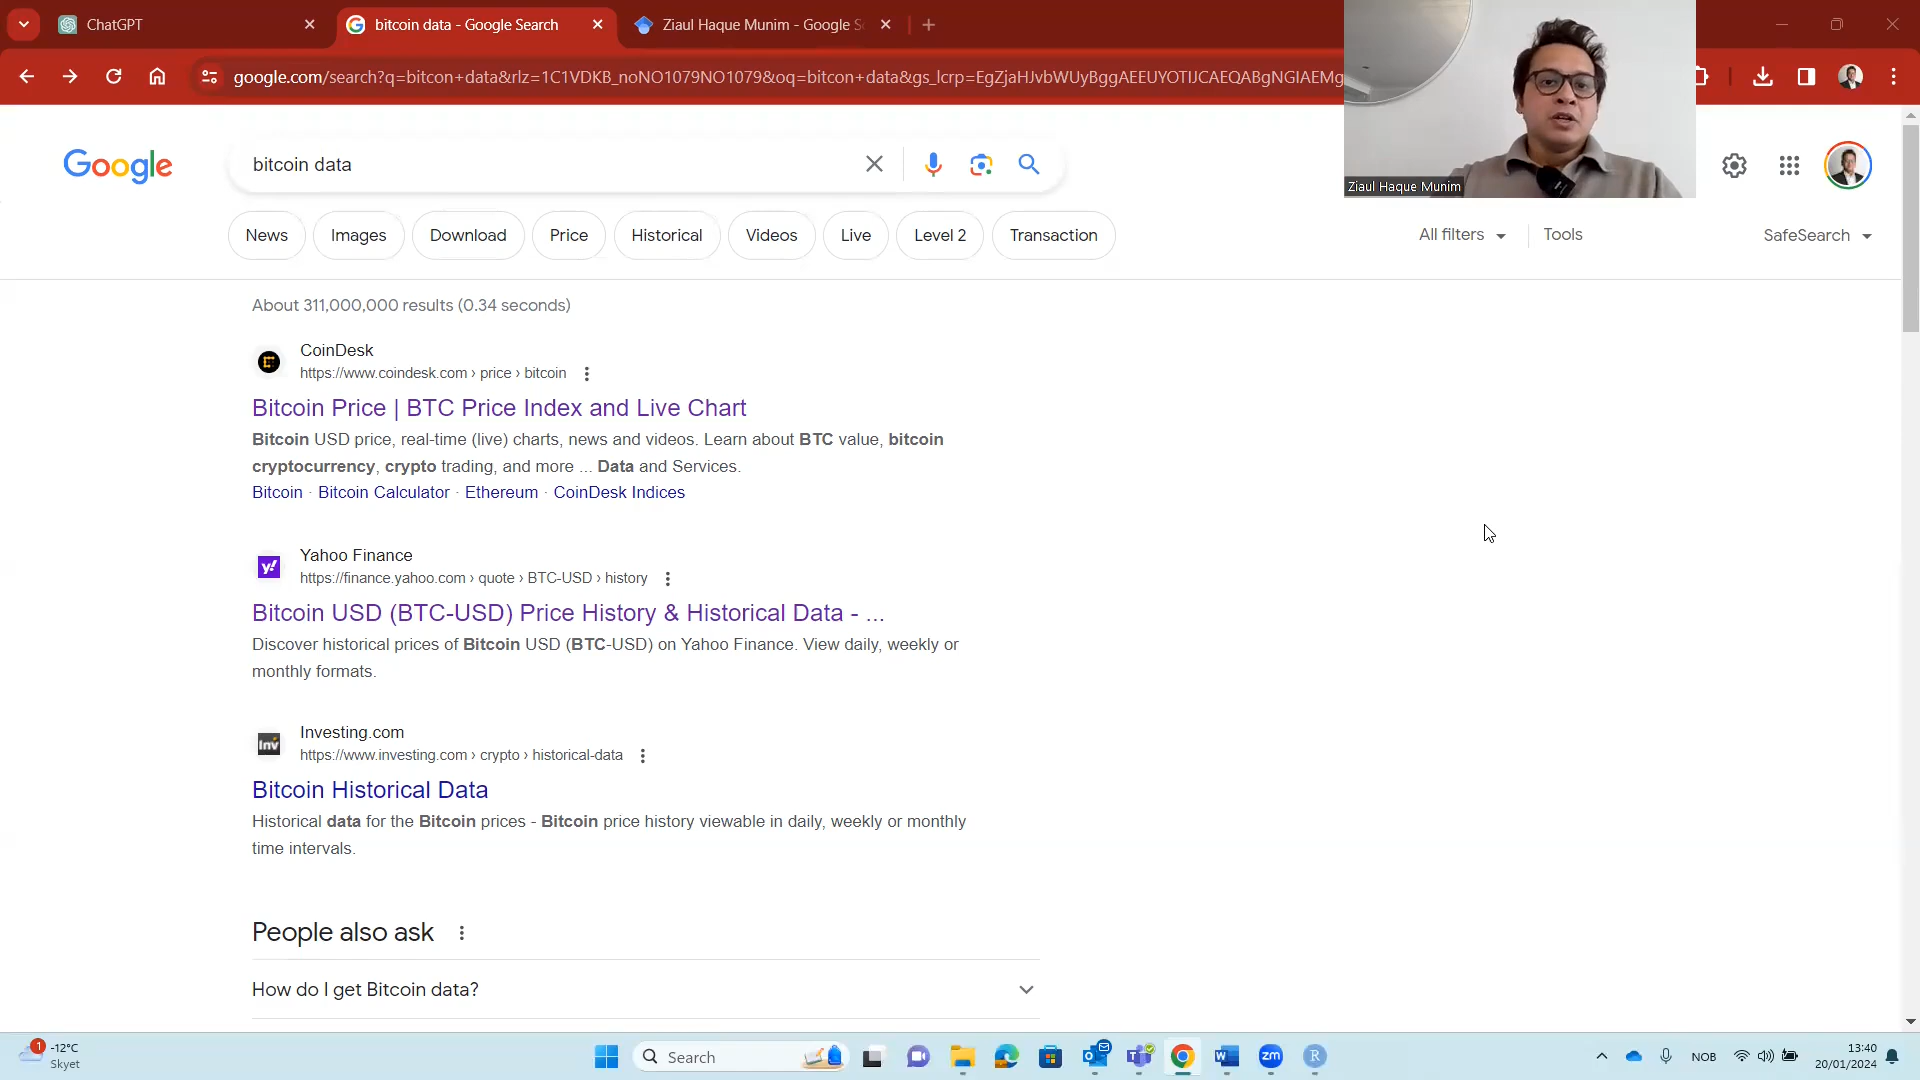 ChatGPT
bitcoin data - Google Search
Ziaul Haque Munim - Google S
google.com/search?q=bitcon+data&rlz=1C1VDKB_noNO1079NO1079&oq=bitcon+data&gs_lcrp=EgZjaHJvbWUyBggAEEUYOTIJCAEQABgNGIAEMg
Google
bitcoin data
Ziaul Haque Munim
News
Images
Download
Price
Historical
Videos
Live
Level 2
Transaction
All filters
Tools
SafeSearch
About 311,000,000 results (0.34 seconds)
CoinDesk
https://www.coindesk.com › price › bitcoin
Bitcoin Price | BTC Price Index and Live Chart
Bitcoin USD price, real-time (live) charts, news and videos. Learn about BTC value, bitcoin
cryptocurrency, crypto trading, and more ... Data and Services.
Bitcoin · Bitcoin Calculator · Ethereum · CoinDesk Indices
y!
Yahoo Finance
https://finance.yahoo.com › quote › BTC-USD › history
Bitcoin USD (BTC-USD) Price History & Historical Data - ...
Discover historical prices of Bitcoin USD (BTC-USD) on Yahoo Finance. View daily, weekly or
monthly formats.
Inv
Investing.com
https://www.investing.com › crypto › historical-data
Bitcoin Historical Data
Historical data for the Bitcoin prices - Bitcoin price history viewable in daily, weekly or monthly
time intervals.
People also ask
How do I get Bitcoin data?
1
-12°C
Skyet
Search
zm
R
NOB
13:40
20/01/2024